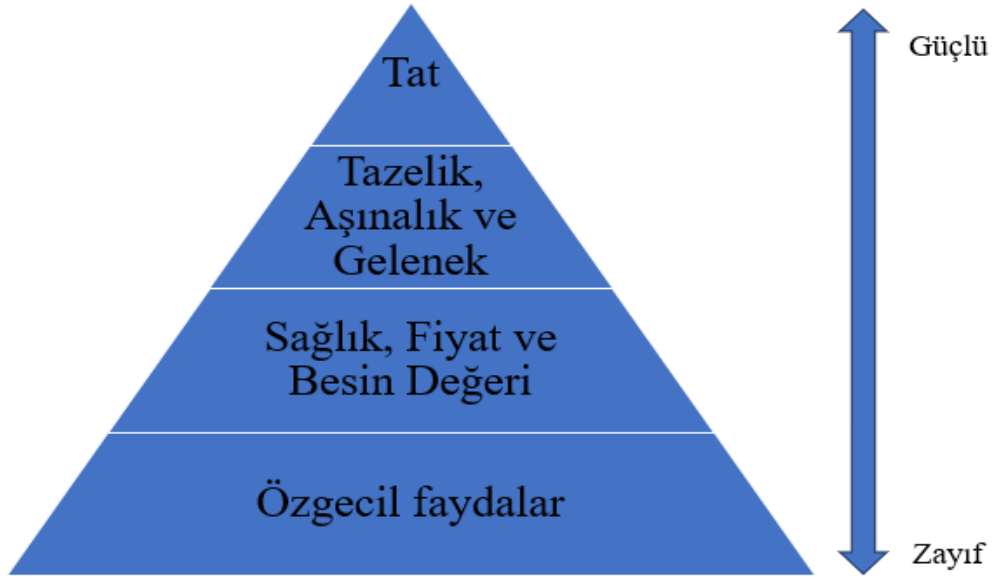 Tat
Güçlü
Tazelik,
Aşınalık ve
Gelenek
Sağlık, Fiyat ve
Besin Değeri
Özgecil faydalar
Zayıf